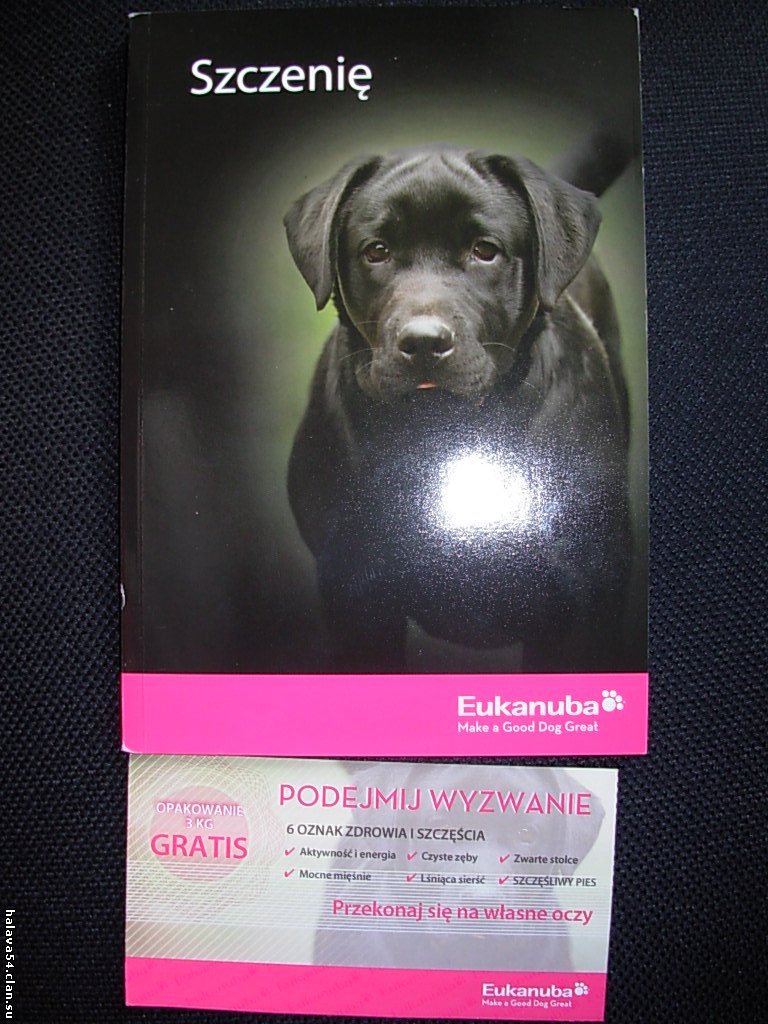 Szczenię
Eukanuba
Make a Good Dog Great
OPAKOWANIE
3 KG
GRATIS
PODEJMIJ WYZWANIE
6 OZNAK ZDROWIA I SZCZĘŚCIA
✔ Aktywność i energia ✔ Czyste zęby ✔ Zwarte stolce
✔ Mocne mięśnie ✔ Lśniąca sierść ✔ SZCZĘŚLIWY PIES
Przekonaj się na własne oczy
Eukanuba
Make a Good Dog Great
halava54.clan.su